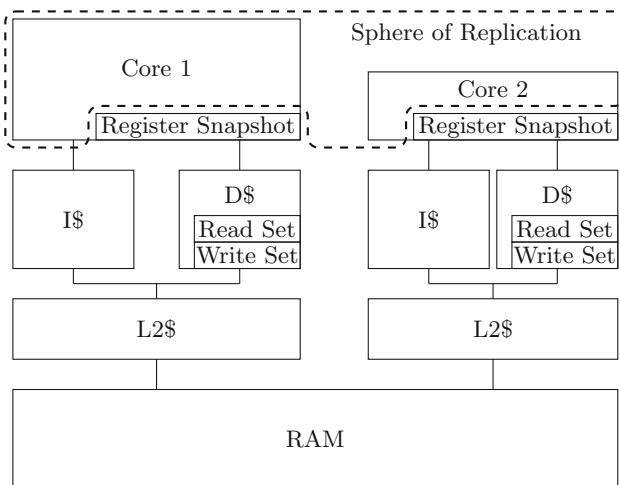 Sphere of Replication
Core 1
Core 2
Register Snapshot
Register Snapshot
I$
D$
Read Set
Write Set
I$
D$
Read Set
Write Set
L2$
L2$
RAM